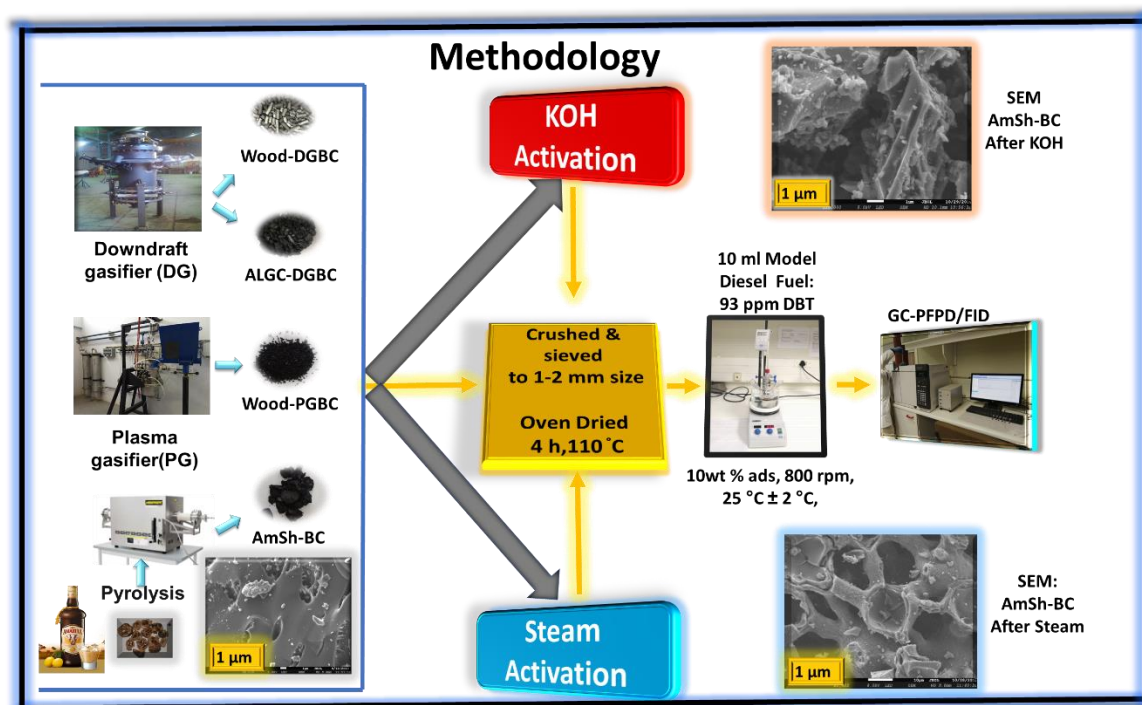 Methodology
Wood-DGBC
Downdraft
gasifier (DG)
ALGC-DGBC
Wood-PGBC
Plasma
gasifier(PG)
AmSh-BC
Pyrolysis
1 µm
KOH
Activation
Crushed &
sieved
to 1-2 mm size
Oven Dried
4 h,110 °C
Steam
Activation
SEM
AmSh-BC
After KOH
1 µm
10 ml Model
Diesel Fuel:
93 ppm DBT
10wt % ads, 800 rpm,
25 °C ± 2 °C,
GC-PFPD/FID
SEM:
AmSh-BC
After Steam
1 µm